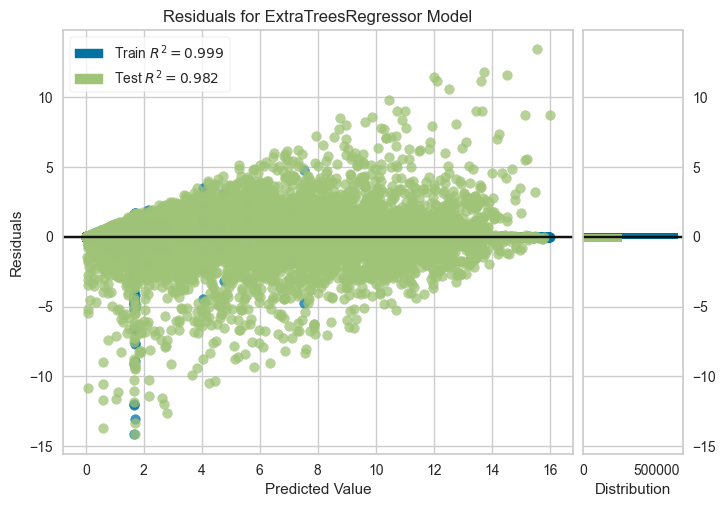 Residuals for ExtraTreesRegressor Model
Train R² = 0.999
Test R² = 0.982
Residuals
10
5
0
−5
−10
−15
10
5
0
−5
−10
−15
0 2 4 6 8 10 12 14 16
0 500000
Predicted Value
Distribution